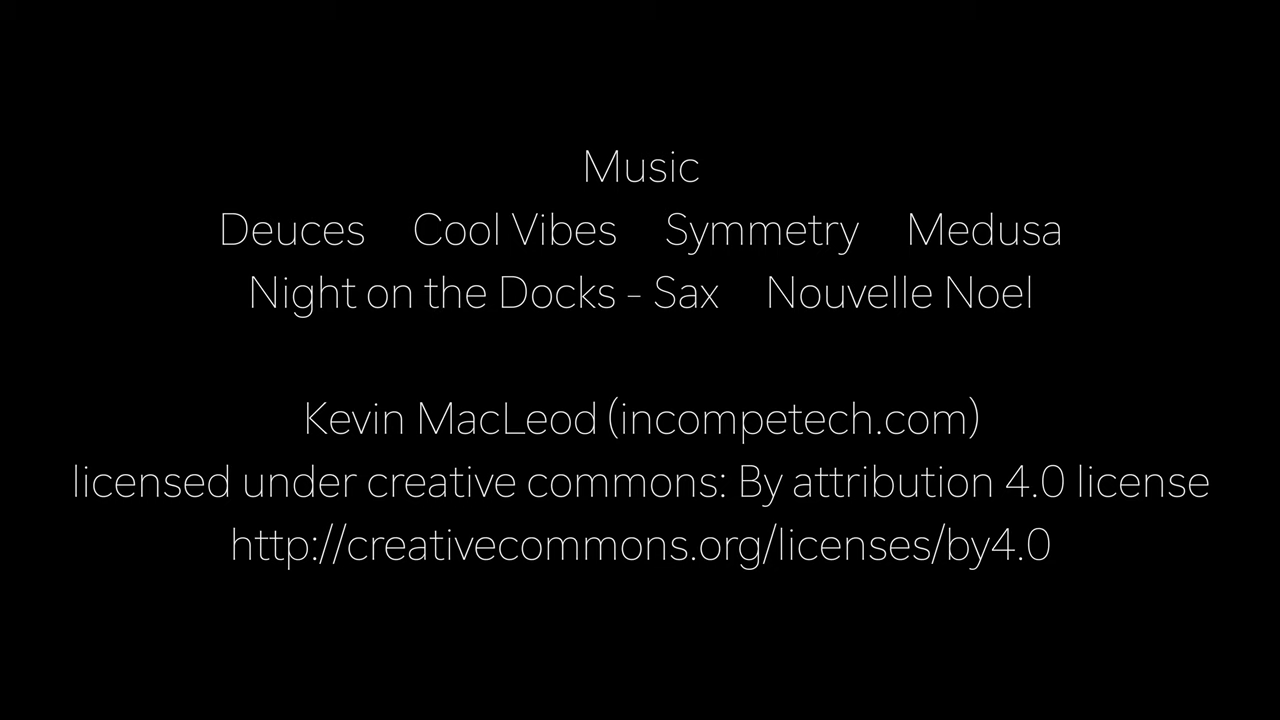 Music
Deuces Cool Vibes Symmetry Medusa
Night on the Docks - Sax Nouvelle Noel
Kevin MacLeod (incompetech.com)
licensed under creative commons: By attribution 4.0 license
http://creativecommons.org/licenses/by4.0